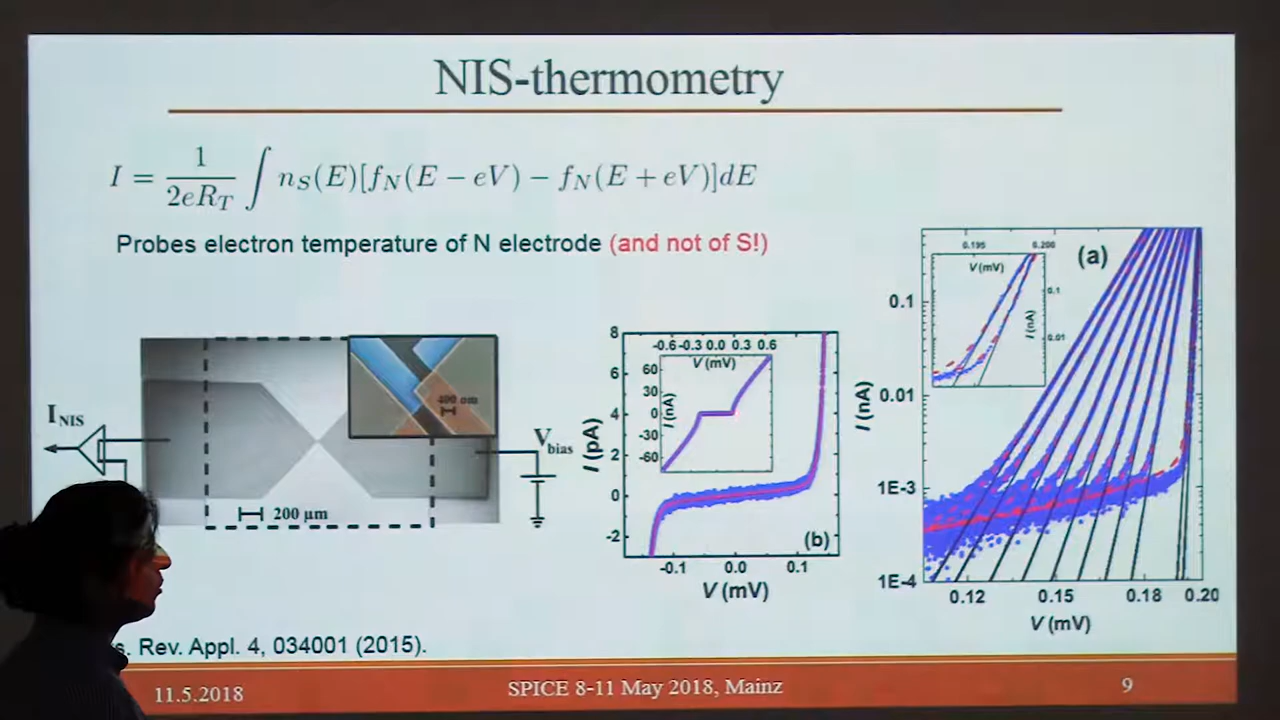 NIS-thermometry
I = 1/2eR_T ∫ n_S(E)[f_N(E − eV) − f_N(E + eV)]dE
Probes electron temperature of N electrode (and not of S!)
I_NIS
V_bias
400 nm
200 µm
8
6
4
2
0
-2
I (pA)
-0.6 -0.3 0.0 0.3 0.6
V (mV)
60
30
0
-30
-60
I (nA)
(b)
-0.1 0.0 0.1
V (mV)
(a)
0.195 0.200
V (mV)
0.1
0.01
I (nA)
0.1
0.01
1E-3
1E-4
I (nA)
0.12 0.15 0.18 0.20
V (mV)
s. Rev. Appl. 4, 034001 (2015).
11.5.2018
SPICE 8-11 May 2018, Mainz
9